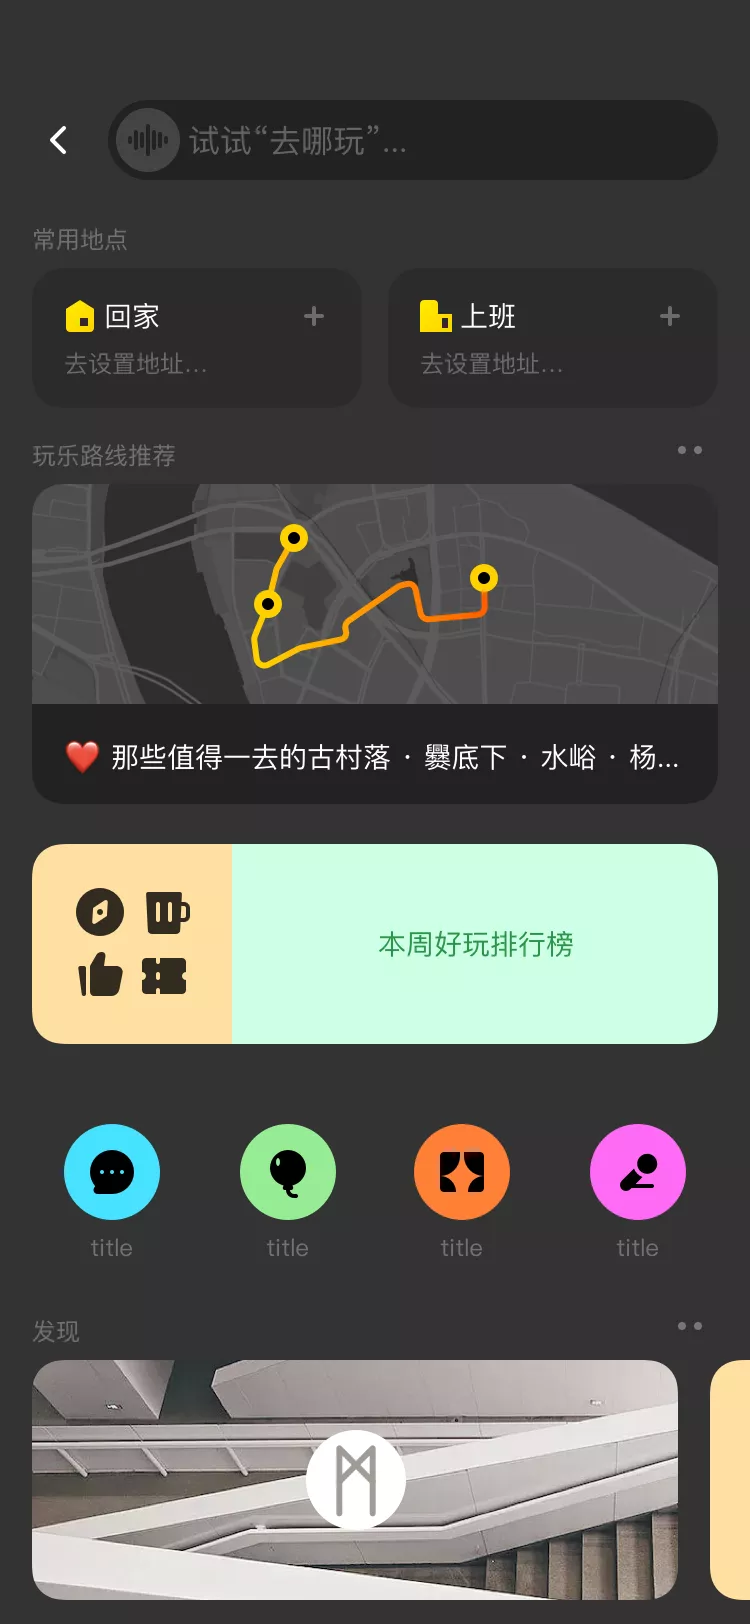 试试“去哪玩”...
常用地点
回家
去设置地址...
上班
去设置地址...
玩乐路线推荐
❤️ 那些值得一去的古村落 · 爨底下 · 水峪 · 杨...
本周好玩排行榜
title
title
title
title
发现